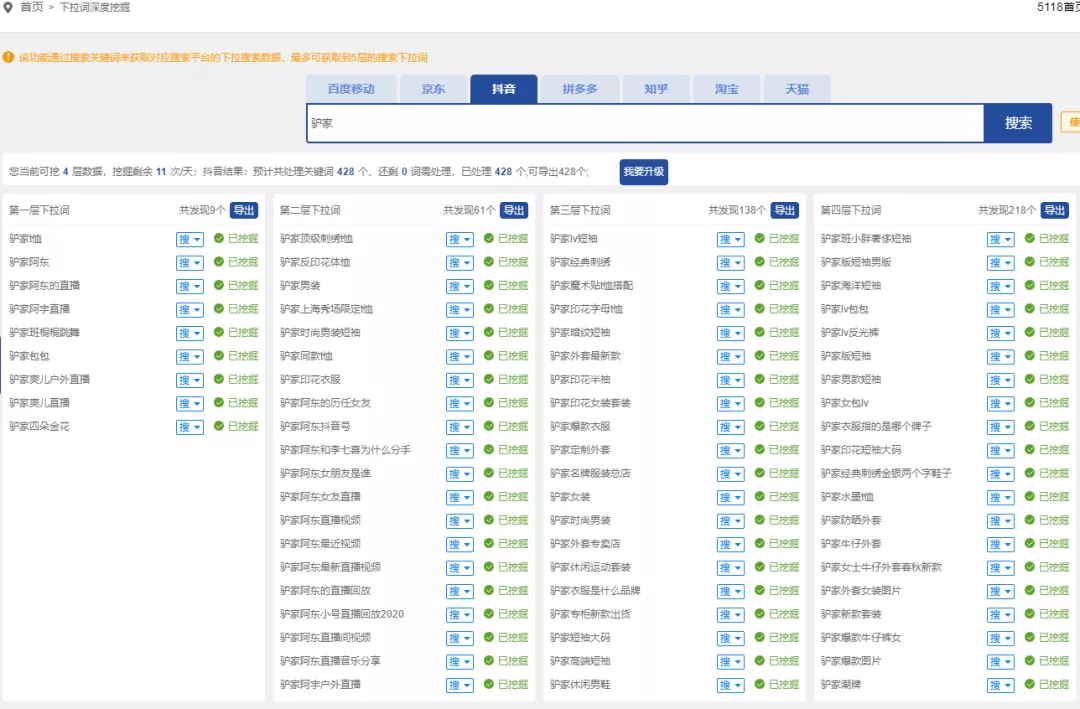 首页 > 下拉词深度挖掘
5118首页
该功能通过搜索关键词来获取对应搜索平台的下拉搜索数据，最多可获取到5层的搜索下拉词
百度移动 京东 抖音 拼多多 知乎 淘宝 天猫
驴家 搜索 使
您当前可挖 4 层数据，挖掘剩余 11 次/天；抖音结果：预计共处理关键词 428 个、还剩 0 词需处理，已处理 428 个;可导出428个; 我要升级
第一层下拉词 共发现9个 导出
驴家t恤 搜 已挖掘
驴家阿东 搜 已挖掘
驴家阿东的直播 搜 已挖掘
驴家阿宇直播 搜 已挖掘
驴家班桐桐跳舞 搜 已挖掘
驴家包包 搜 已挖掘
驴家爽儿户外直播 搜 已挖掘
驴家爽儿直播 搜 已挖掘
驴家四朵金花 搜 已挖掘
第二层下拉词 共发现61个 导出
驴家顶级刺绣t恤 搜 已挖掘
驴家反印花体恤 搜 已挖掘
驴家男装 搜 已挖掘
驴家上海秀场限定t恤 搜 已挖掘
驴家时尚男装短袖 搜 已挖掘
驴家同款t恤 搜 已挖掘
驴家印花衣服 搜 已挖掘
驴家阿东的历任女友 搜 已挖掘
驴家阿东抖音号 搜 已挖掘
驴家阿东和李七喜为什么分手 搜 已挖掘
驴家阿东女朋友是谁 搜 已挖掘
驴家阿东女友直播 搜 已挖掘
驴家阿东直播视频 搜 已挖掘
驴家阿东最近视频 搜 已挖掘
驴家阿东最新直播视频 搜 已挖掘
驴家阿东的直播回放 搜 已挖掘
驴家阿东小号直播回放2020 搜 已挖掘
驴家阿东直播间视频 搜 已挖掘
驴家阿东直播音乐分享 搜 已挖掘
驴家阿宇户外直播 搜 已挖掘
第三层下拉词 共发现138个 导出
驴家lv短袖 搜 已挖掘
驴家经典刺绣 搜 已挖掘
驴家魔术贴t恤搭配 搜 已挖掘
驴家印花字母t恤 搜 已挖掘
驴家暗纹短袖 搜 已挖掘
驴家外套最新款 搜 已挖掘
驴家印花半袖 搜 已挖掘
驴家印花女装套装 搜 已挖掘
驴家爆款衣服 搜 已挖掘
驴家定制外套 搜 已挖掘
驴家名牌服装总店 搜 已挖掘
驴家女装 搜 已挖掘
驴家时尚男装 搜 已挖掘
驴家外套专卖店 搜 已挖掘
驴家休闲运动套装 搜 已挖掘
驴家衣服是什么品牌 搜 已挖掘
驴家专柜新款出货 搜 已挖掘
驴家短袖大码 搜 已挖掘
驴家高端短袖 搜 已挖掘
驴家休闲男鞋 搜 已挖掘
第四层下拉词 共发现218个 导出
驴家班小胖奢侈短袖 搜 已挖掘
驴家版短袖男版 搜 已挖掘
驴家海洋短袖 搜 已挖掘
驴家lv包包 搜 已挖掘
驴家lv反光裤 搜 已挖掘
驴家版短袖 搜 已挖掘
驴家男款短袖 搜 已挖掘
驴家女包lv 搜 已挖掘
驴家衣服指的是哪个牌子 搜 已挖掘
驴家印花短袖大码 搜 已挖掘
驴家经典刺绣金银两个字鞋子 搜 已挖掘
驴家水墨t恤 搜 已挖掘
驴家防晒外套 搜 已挖掘
驴家牛仔外套 搜 已挖掘
驴家女士牛仔外套春秋新款 搜 已挖掘
驴家外套女装图片 搜 已挖掘
驴家新款套装 搜 已挖掘
驴家爆款牛仔裤女 搜 已挖掘
驴家爆款图片 搜 已挖掘
驴家潮牌 搜 已挖掘